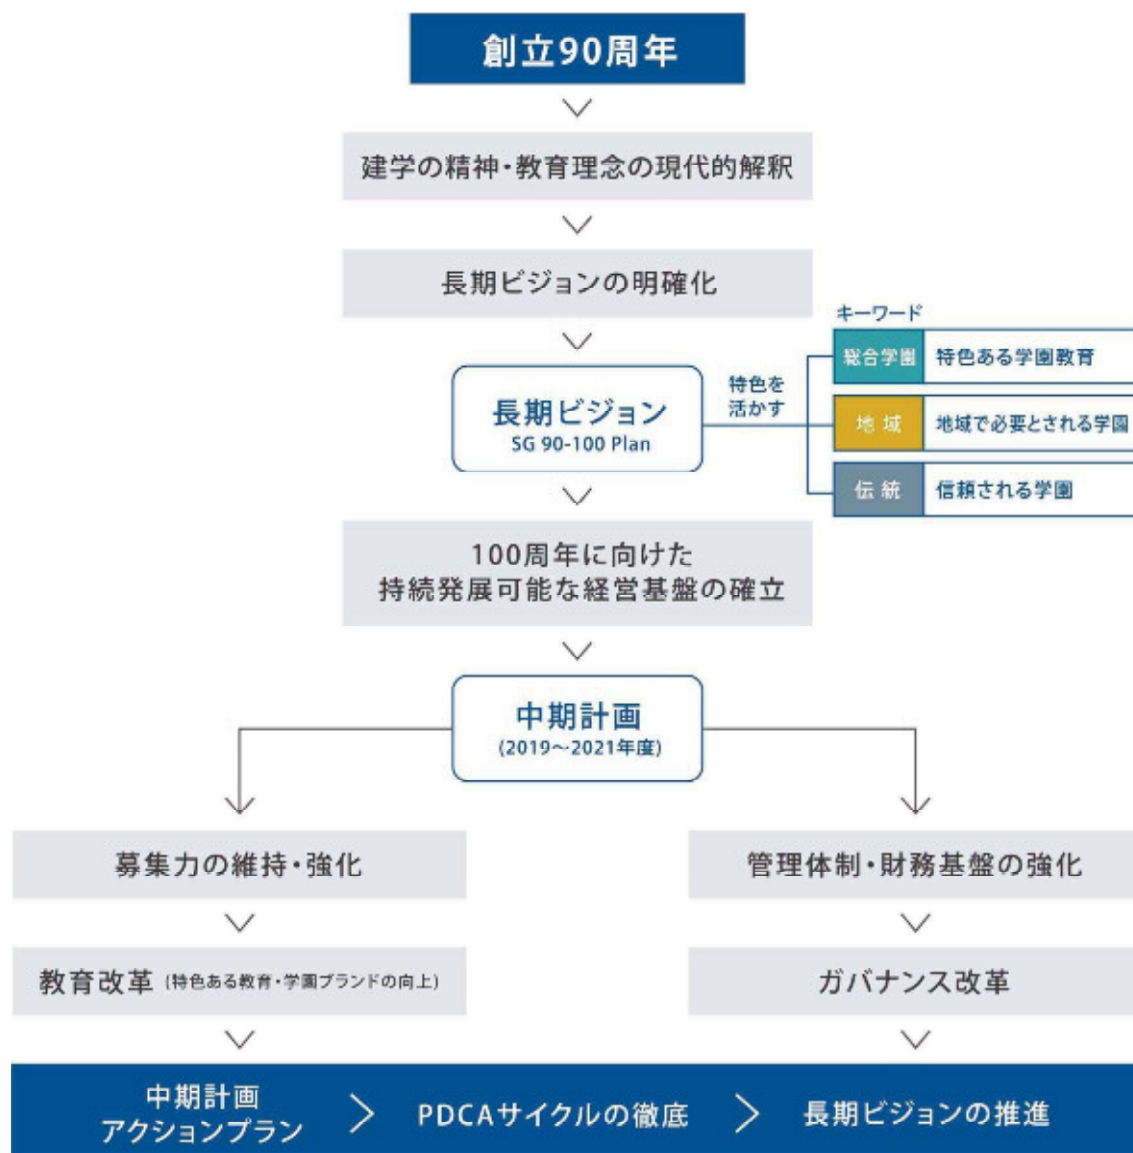 創立90周年
建学の精神・教育理念の現代的解釈
長期ビジョンの明確化
長期ビジョン
SG 90-100 Plan
特色を
活かす
キーワード
総合学園 特色ある学園教育
地域 地域で必要とされる学園
伝統 信頼される学園
100周年に向けた
持続発展可能な経営基盤の確立
中期計画
(2019～2021年度)
募集力の維持・強化
管理体制・財務基盤の強化
教育改革 (特色ある教育・学園ブランドの向上)
ガバナンス改革
中期計画
アクションプラン
PDCAサイクルの徹底
長期ビジョンの推進